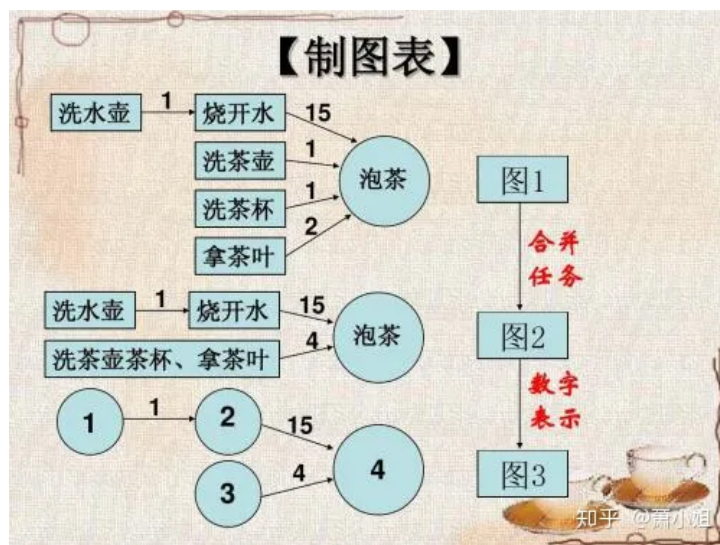 【制图表】
洗水壶 1 烧开水 15
洗茶壶 1
洗茶杯 1
拿茶叶 2
泡茶
洗水壶 1 烧开水 15
洗茶壶茶杯、拿茶叶 4
泡茶
1 1 2 15
3 4
4
图1
合并
任务
图2
数字
表示
图3
知乎 @萧小姐